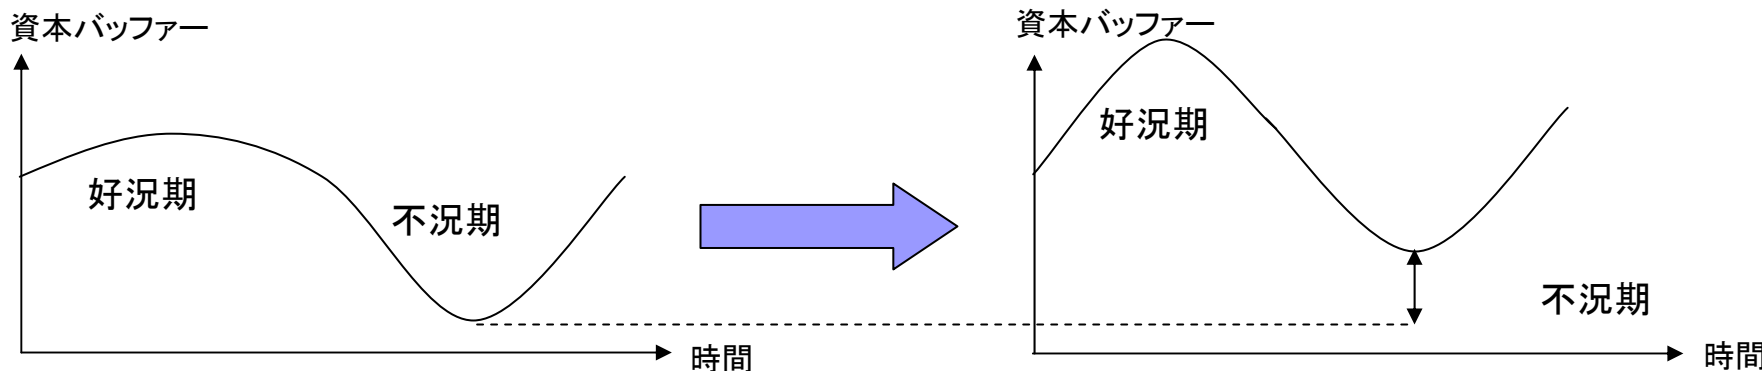 資本バッファー
好況期
不況期
時間
資本バッファー
好況期
不況期
時間